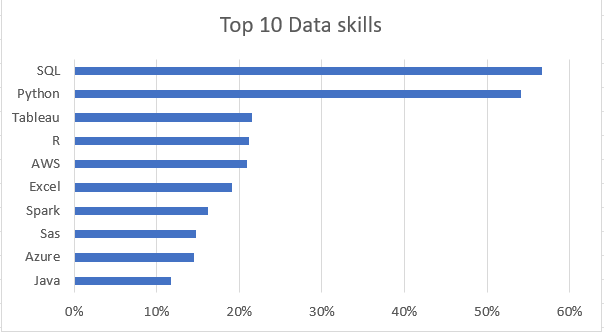 Top 10 Data skills
SQL
Python
Tableau
R
AWS
Excel
Spark
Sas
Azure
Java
0% 10% 20% 30% 40% 50% 60%